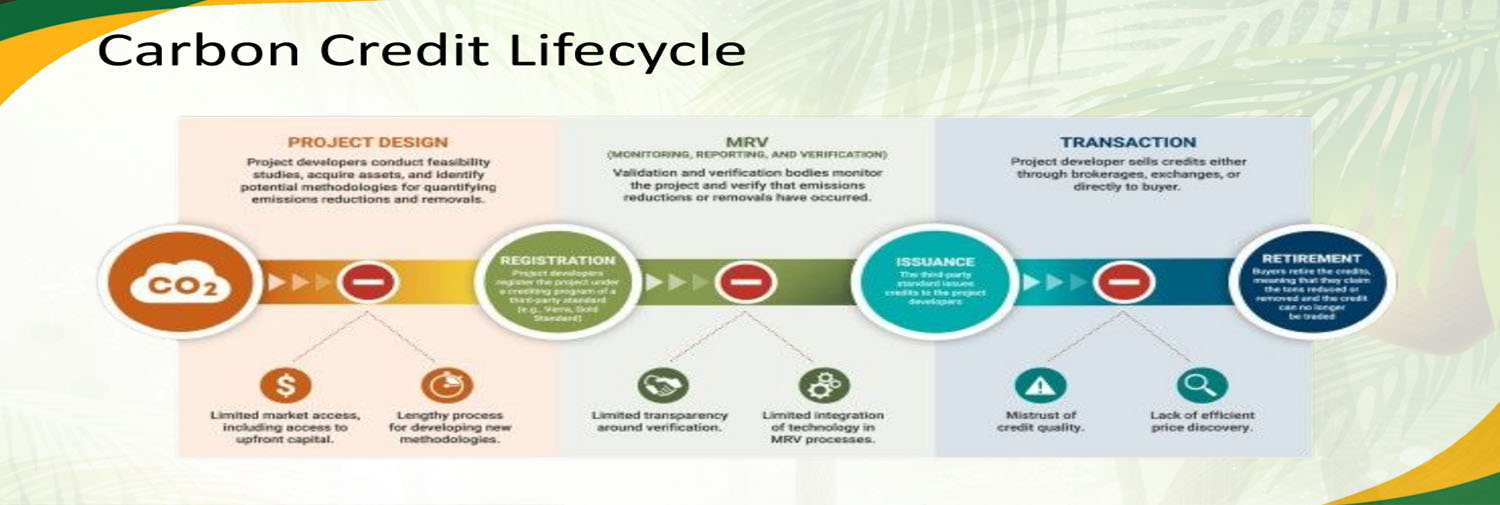 Carbon Credit Lifecycle
PROJECT DESIGN
Project developers conduct feasibility
studies, acquire assets, and identify
potential methodologies for quantifying
emissions reductions and removals.
MRV
(MONITORING, REPORTING, AND VERIFICATION)
Validation and verification bodies monitor
the project and verify that emissions
reductions or removals have occurred.
TRANSACTION
Project developer sells credits either
through brokerages, exchanges, or
directly to buyer.
CO2
REGISTRATION
Project developers
register the project under
a crediting program of a
third-party standard
(e.g., Verra, Gold
Standard)
ISSUANCE
The third-party
standard issues
credits to the project
developers
RETIREMENT
Buyers retire the credits,
meaning that they claim
the tons reduced or
removed and the credit
can no longer
be traded
Limited market access,
including access to
upfront capital.
Lengthy process
for developing new
methodologies.
Limited transparency
around verification.
Limited integration
of technology in
MRV processes.
Mistrust of
credit quality.
Lack of efficient
price discovery.